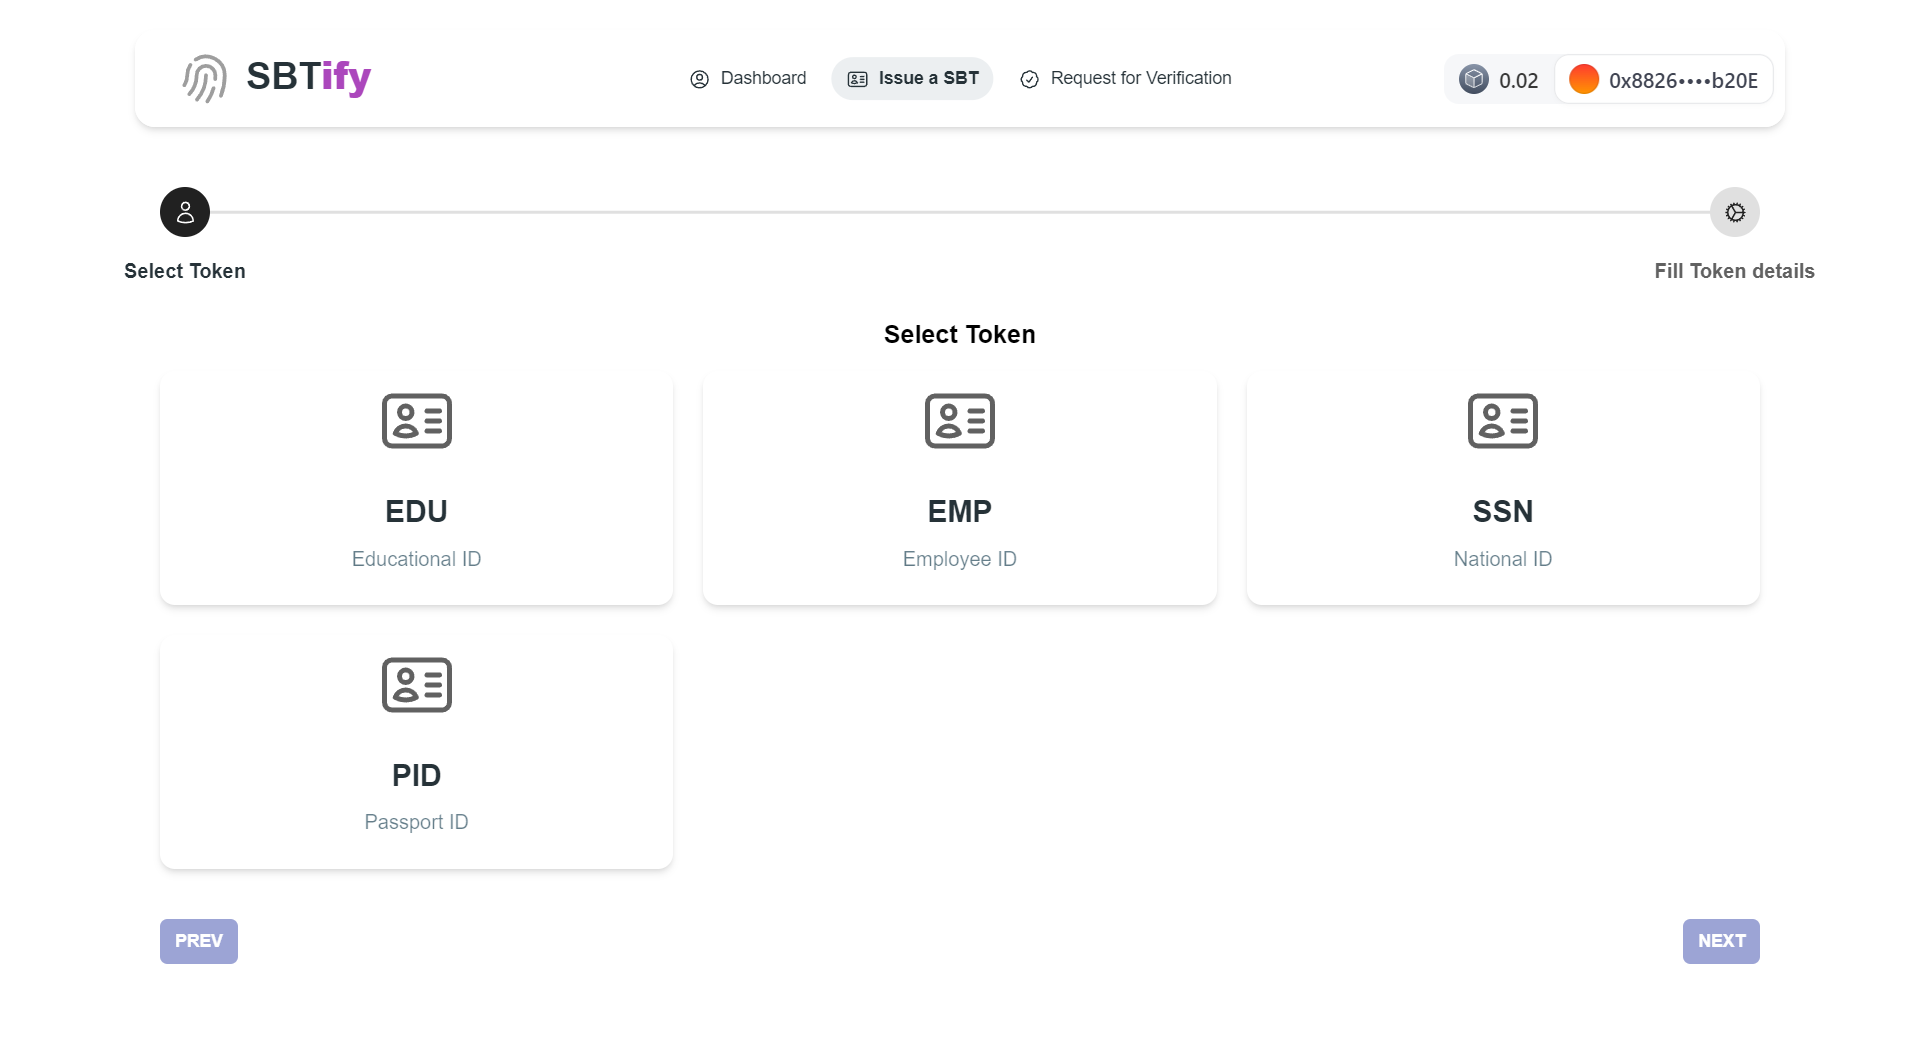 SBTify
Dashboard
Issue a SBT
Request for Verification
0.02
0x8826••••b20E
Select Token
Fill Token details
Select Token
EDU
Educational ID
EMP
Employee ID
SSN
National ID
PID
Passport ID
PREV
NEXT